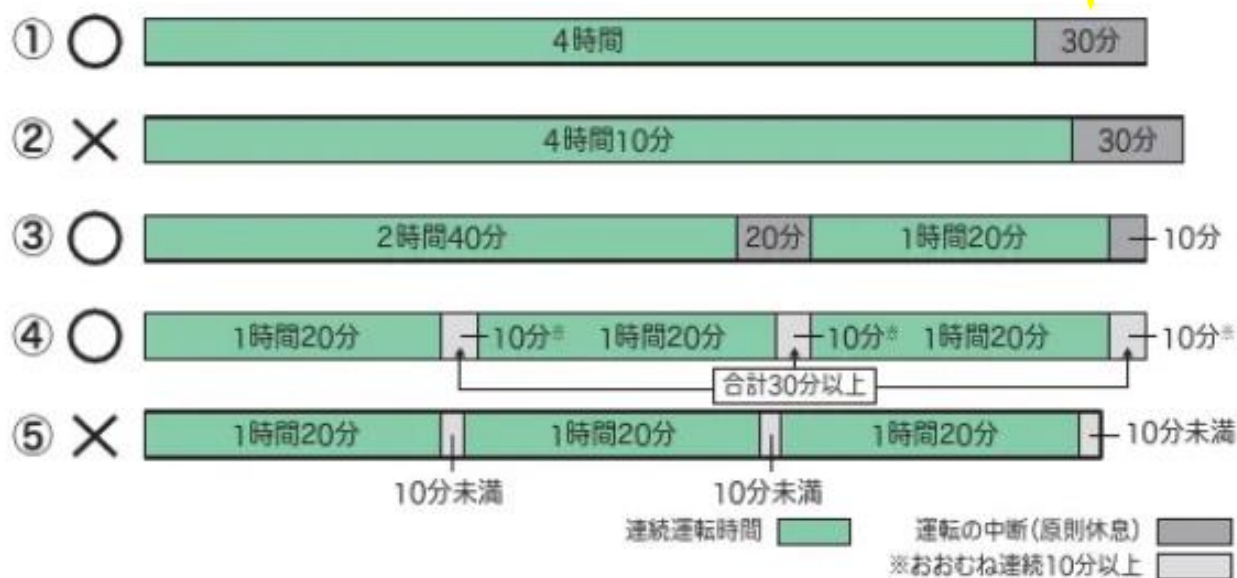 ① ○ 4時間 30分
② × 4時間10分 30分
③ ○ 2時間40分 20分 1時間20分 10分
④ ○ 1時間20分 10分※ 1時間20分 10分※ 1時間20分 10分※
合計30分以上
⑤ × 1時間20分 1時間20分 1時間20分 10分未満
10分未満 10分未満
連続運転時間 運転の中断(原則休息)
※おおむね連続10分以上